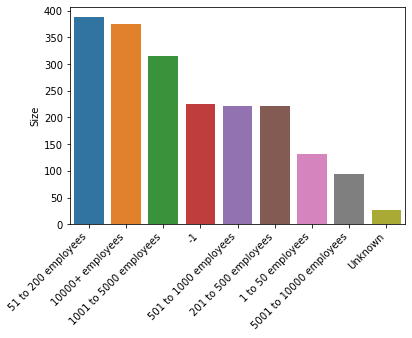 400
350
300
250
200
150
100
50
0
Size
51 to 200 employees
10000+ employees
1001 to 5000 employees
-1
501 to 1000 employees
201 to 500 employees
1 to 50 employees
5001 to 10000 employees
Unknown